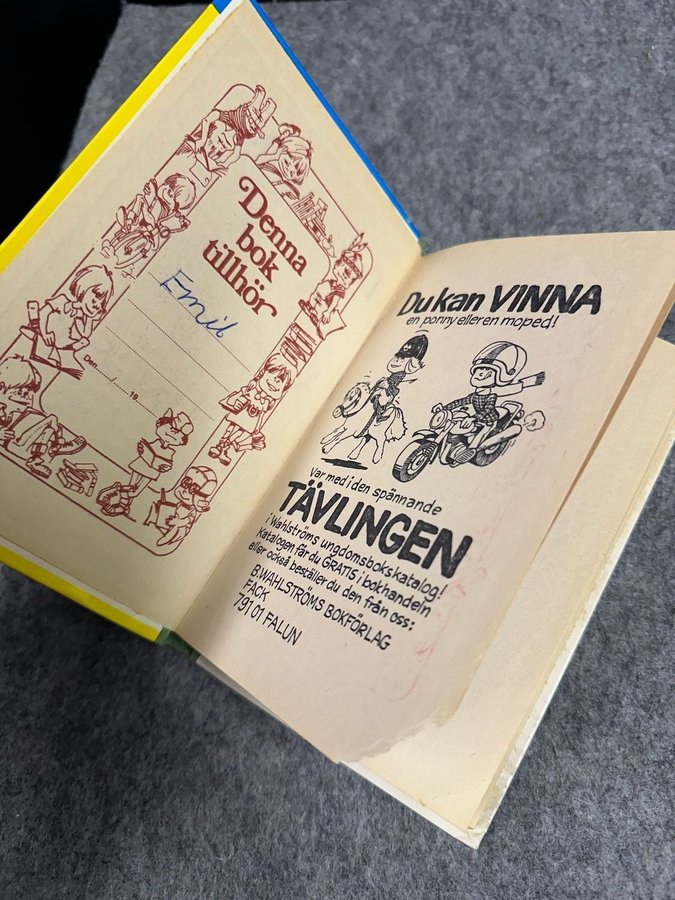 Denna
bok
tillhör
Emil
Den....../......19.........
Du kan VINNA
en ponny eller en moped!
Var med i den spännande
TÄVLINGEN
i Wahlströms ungdomsbokskatalog!
Katalogen får du GRATIS i bokhandeln
eller också beställer du den från oss:
B.WAHLSTRÖMS BOKFÖRLAG
FACK
791 01 FALUN